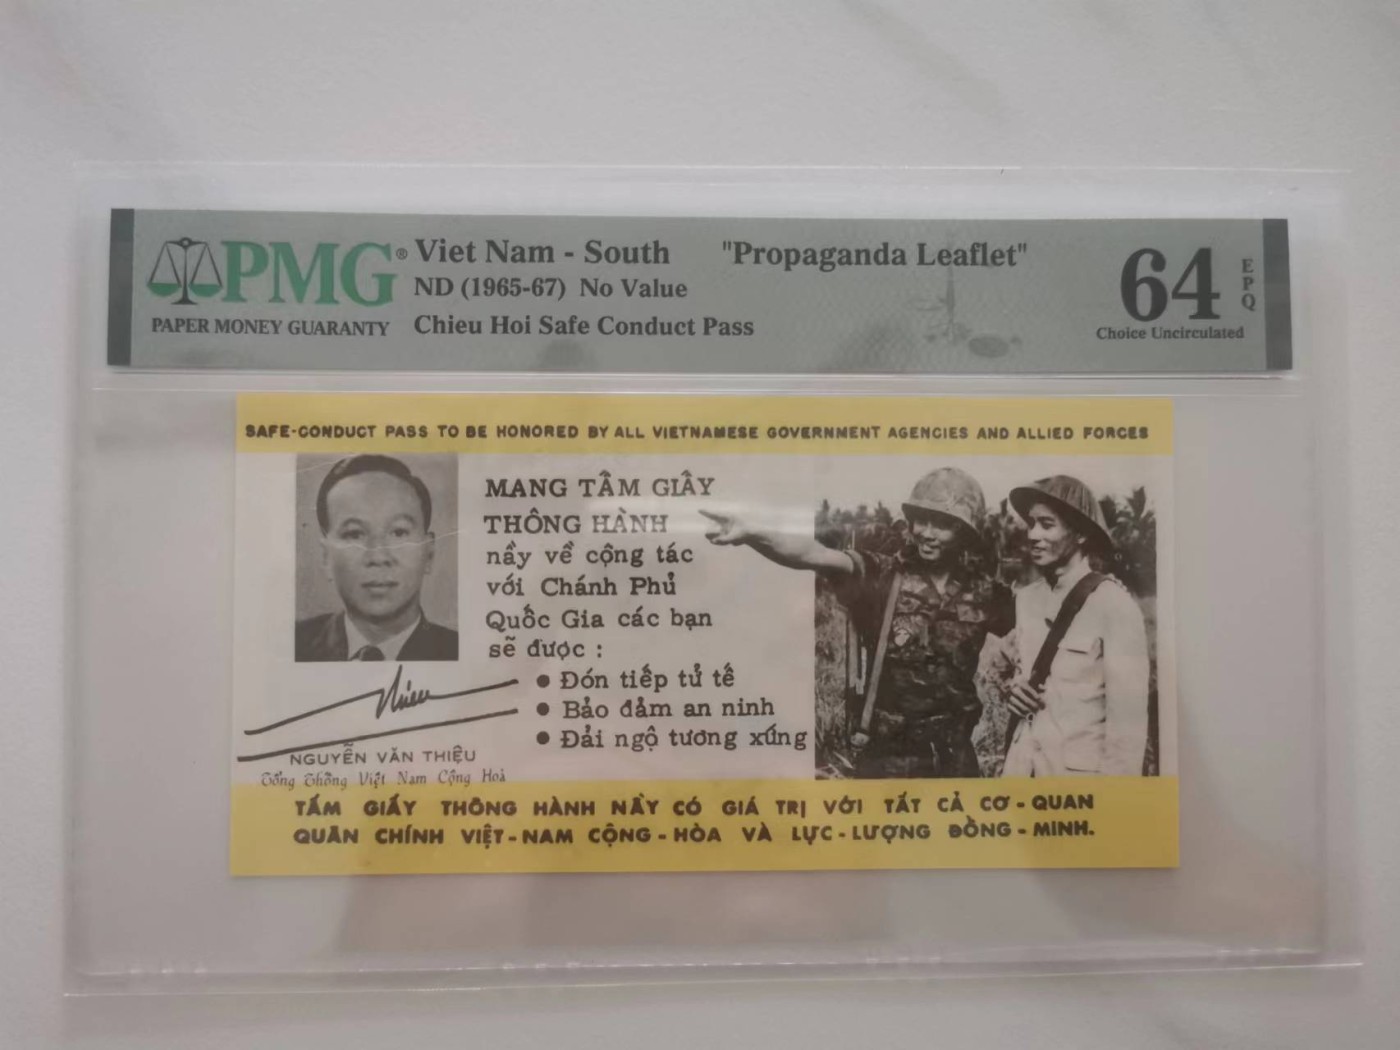 PMG® PAPER MONEY GUARANTY
Viet Nam - South "Propaganda Leaflet"
ND (1965-67) No Value
Chieu Hoi Safe Conduct Pass
64 EPQ
Choice Uncirculated
SAFE-CONDUCT PASS TO BE HONORED BY ALL VIETNAMESE GOVERNMENT AGENCIES AND ALLIED FORCES
MANG TẤM GIẤY
THÔNG HÀNH
nầy về cộng tác
với Chánh Phủ
Quốc Gia các bạn
sẽ được :
• Đón tiếp tử tế
• Bảo đảm an ninh
• Đải ngộ tương xứng
Thieu
NGUYỄN VĂN THIỆU
Tổng Thống Việt Nam Cộng Hoà
TẤM GIẤY THÔNG HÀNH NẦY CÓ GIÁ TRỊ VỚI TẤT CẢ CƠ - QUAN
QUÂN CHÍNH VIỆT - NAM CỘNG - HÒA VÀ LỰC - LƯỢNG ĐỒNG - MINH.